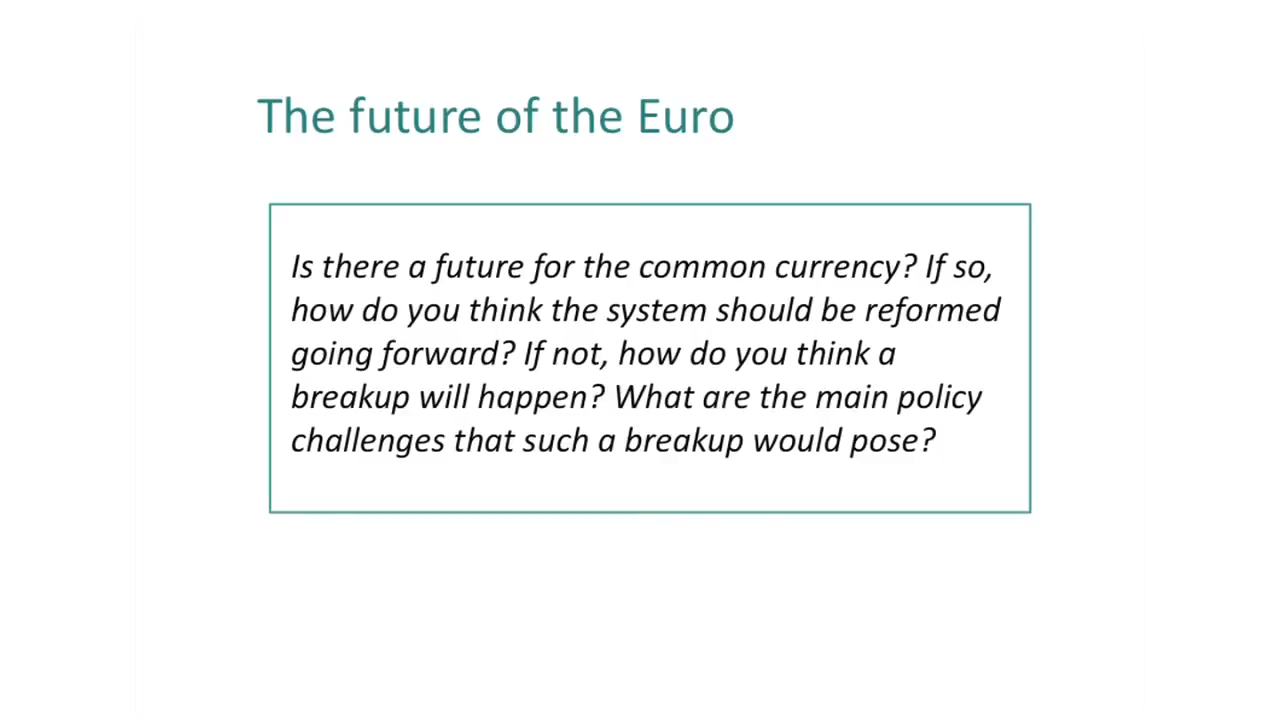 The future of the Euro
Is there a future for the common currency? If so,
how do you think the system should be reformed
going forward? If not, how do you think a
breakup will happen? What are the main policy
challenges that such a breakup would pose?